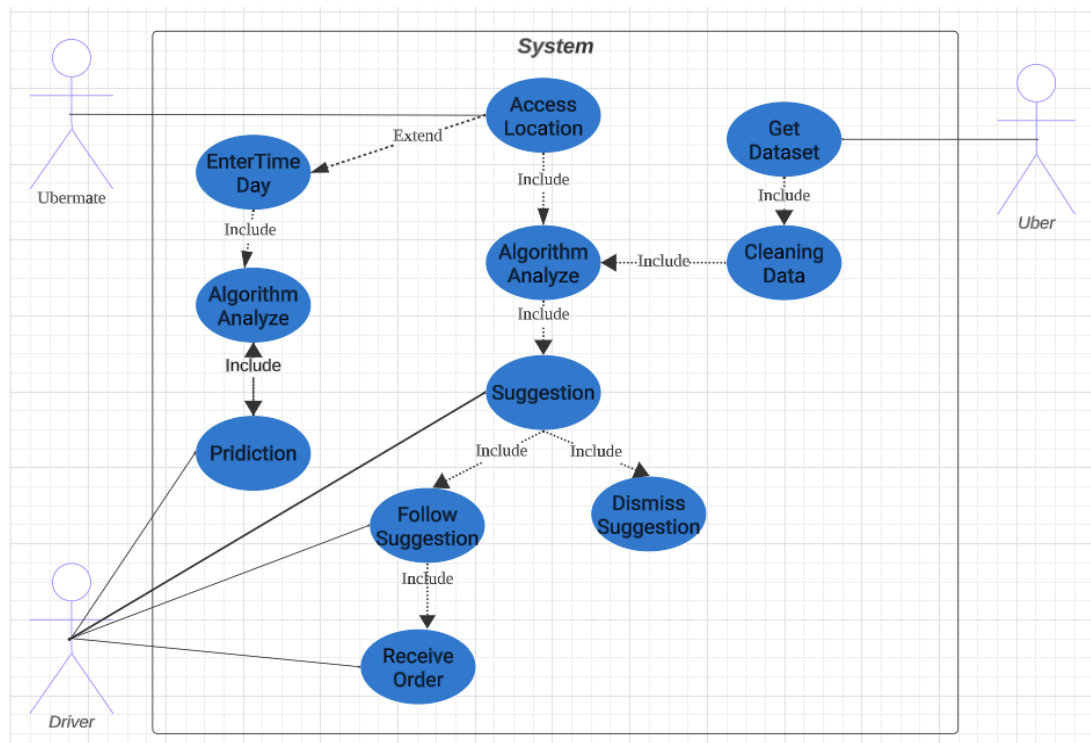 System
Access
Location
Get
Dataset
Extend
EnterTime
Day
Ubermate
Include
Include
Uber
Include
Algorithm
Analyze
Include
Cleaning
Data
Algorithm
Analyze
Include
Include
Suggestion
Pridiction
Include
Include
Follow
Suggestion
Dismiss
Suggestion
Include
Receive
Order
Driver